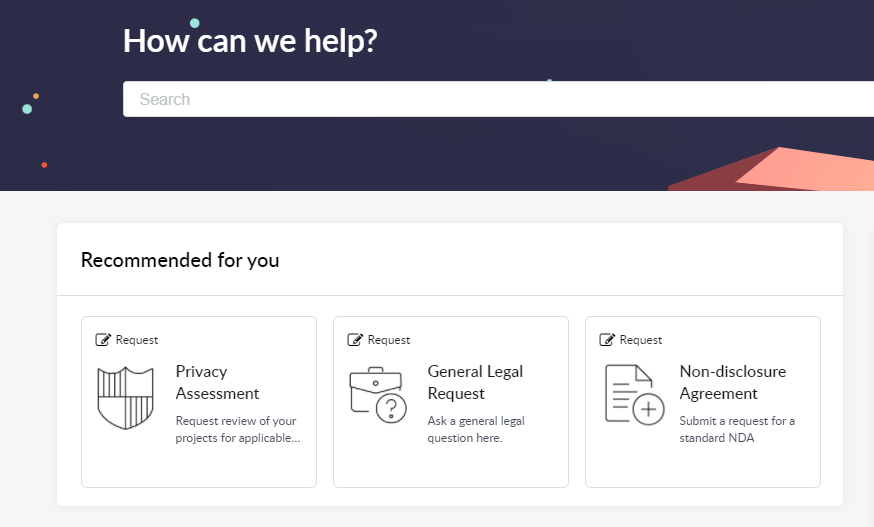 How can we help?
Search
Recommended for you
Request
Privacy
Assessment
Request review of your
projects for applicable...
Request
General Legal
Request
Ask a general legal
question here.
Request
Non-disclosure
Agreement
Submit a request for a
standard NDA